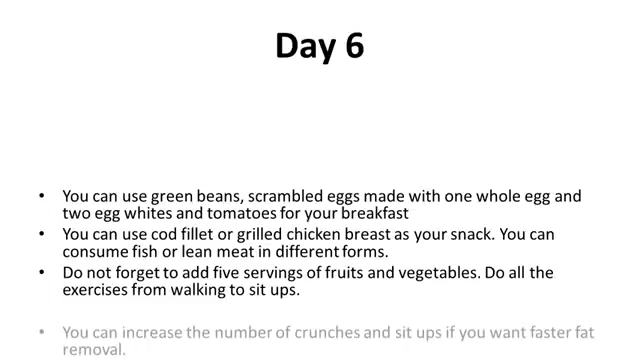 Day 6
• You can use green beans, scrambled eggs made with one whole egg and
two egg whites and tomatoes for your breakfast
• You can use cod fillet or grilled chicken breast as your snack. You can
consume fish or lean meat in different forms.
• Do not forget to add five servings of fruits and vegetables. Do all the
exercises from walking to sit ups.
• You can increase the number of crunches and sit ups if you want faster fat
removal.